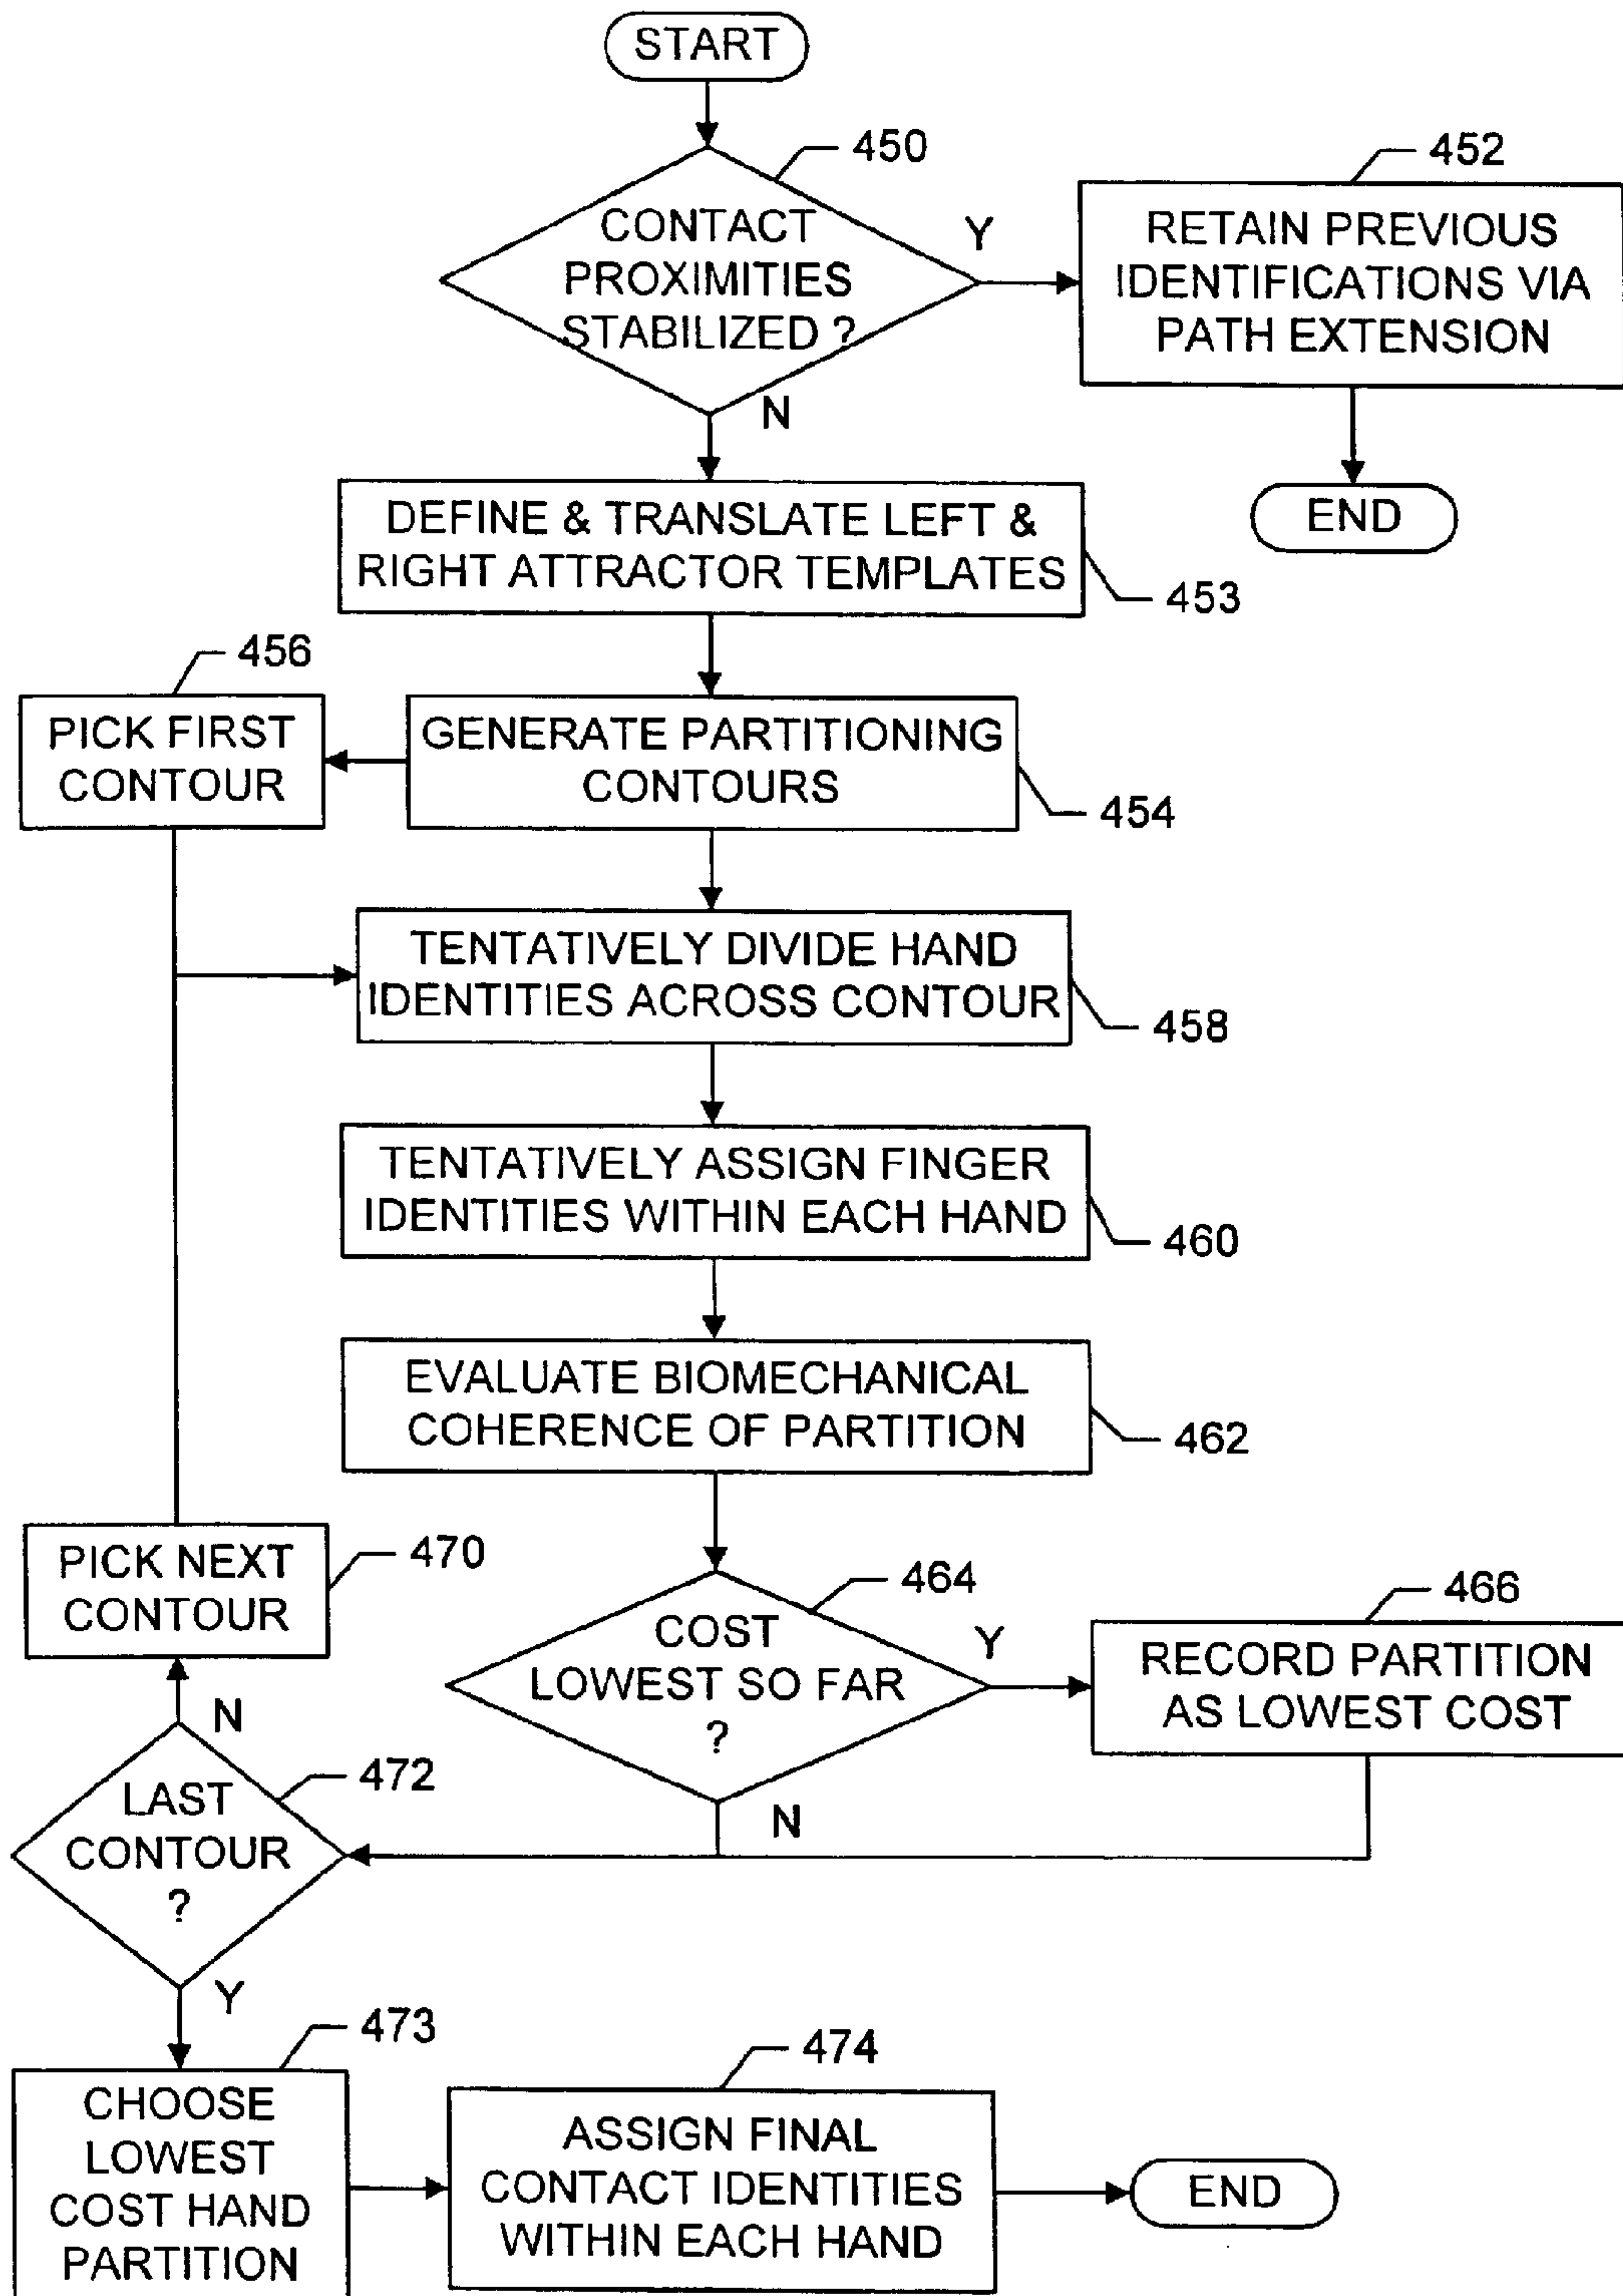 START
450
CONTACT
PROXIMITIES
STABILIZED ?
Y
N
452
RETAIN PREVIOUS
IDENTIFICATIONS VIA
PATH EXTENSION
END
DEFINE & TRANSLATE LEFT &
RIGHT ATTRACTOR TEMPLATES
453
456
PICK FIRST
CONTOUR
GENERATE PARTITIONING
CONTOURS
454
TENTATIVELY DIVIDE HAND
IDENTITIES ACROSS CONTOUR
458
TENTATIVELY ASSIGN FINGER
IDENTITIES WITHIN EACH HAND
460
EVALUATE BIOMECHANICAL
COHERENCE OF PARTITION
462
PICK NEXT
CONTOUR
470
464
COST
LOWEST SO FAR
?
Y
N
466
RECORD PARTITION
AS LOWEST COST
N
472
LAST
CONTOUR
?
Y
473
CHOOSE
LOWEST
COST HAND
PARTITION
474
ASSIGN FINAL
CONTACT IDENTITIES
WITHIN EACH HAND
END